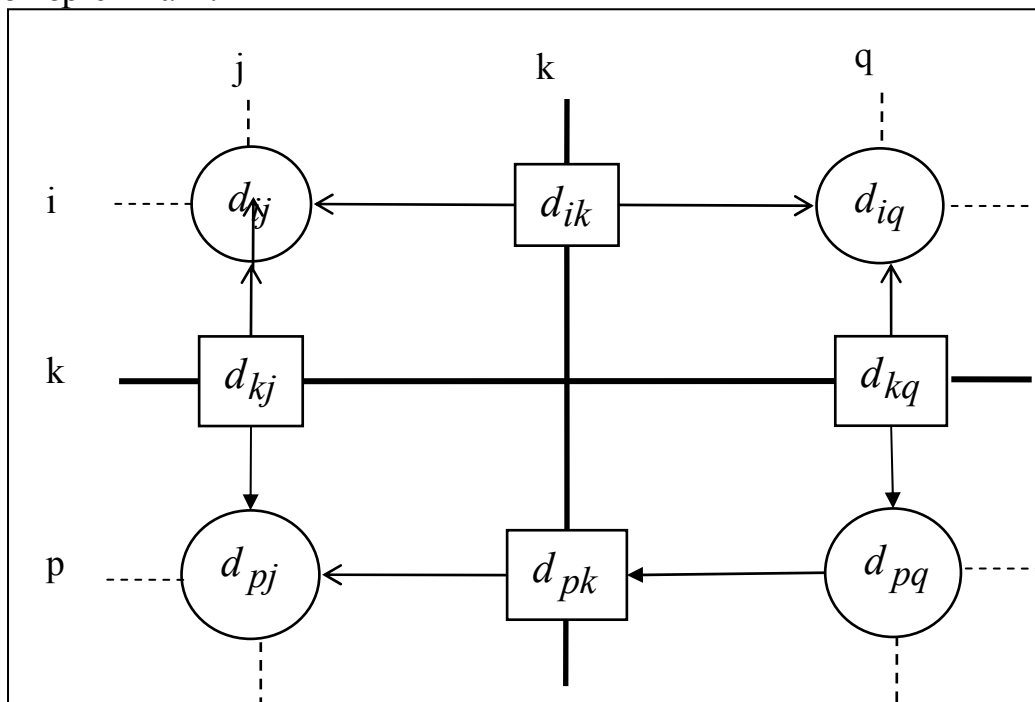 j k q
i d_ij d_ik d_iq
k d_kj d_kq
p d_pj d_pk d_pq